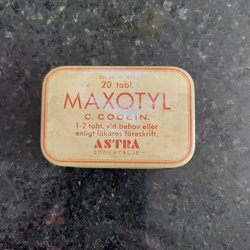 20 tabl.
MAXOTYL
C. CODEIN.
1-2 tabl. vid behov eller
enligt läkares föreskrift.
ASTRA
SÖDERTÄLJE